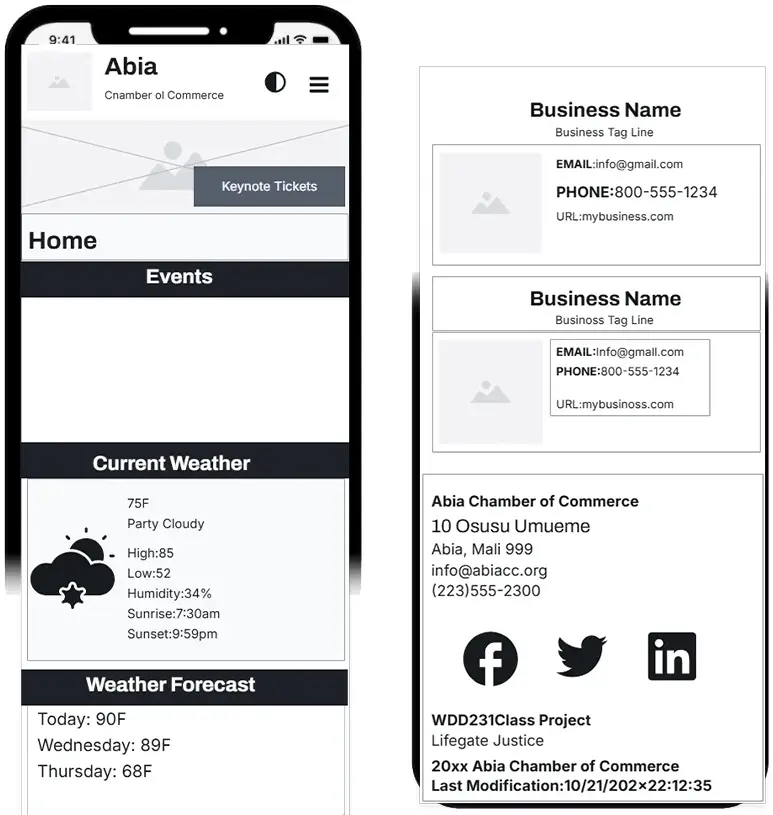 9:41
Abia
Cnamber ol Commerce
Keynote Tickets
Home
Events
Current Weather
75F
Party Cloudy
High:85
Low:52
Humidity:34%
Sunrise:7:30am
Sunset:9:59pm
Weather Forecast
Today: 90F
Wednesday: 89F
Thursday: 68F
Business Name
Business Tag Line
EMAIL:info@gmail.com
PHONE:800-555-1234
URL:mybusiness.com
Business Name
Businoss Tag Line
EMAIL:Info@gmall.com
PHONE:800-555-1234
URL:mybusinoss.com
Abia Chamber of Commerce
10 Osusu Umueme
Abia, Mali 999
info@abiacc.org
(223)555-2300
WDD231Class Project
Lifegate Justice
20xx Abia Chamber of Commerce
Last Modification:10/21/202×22:12:35